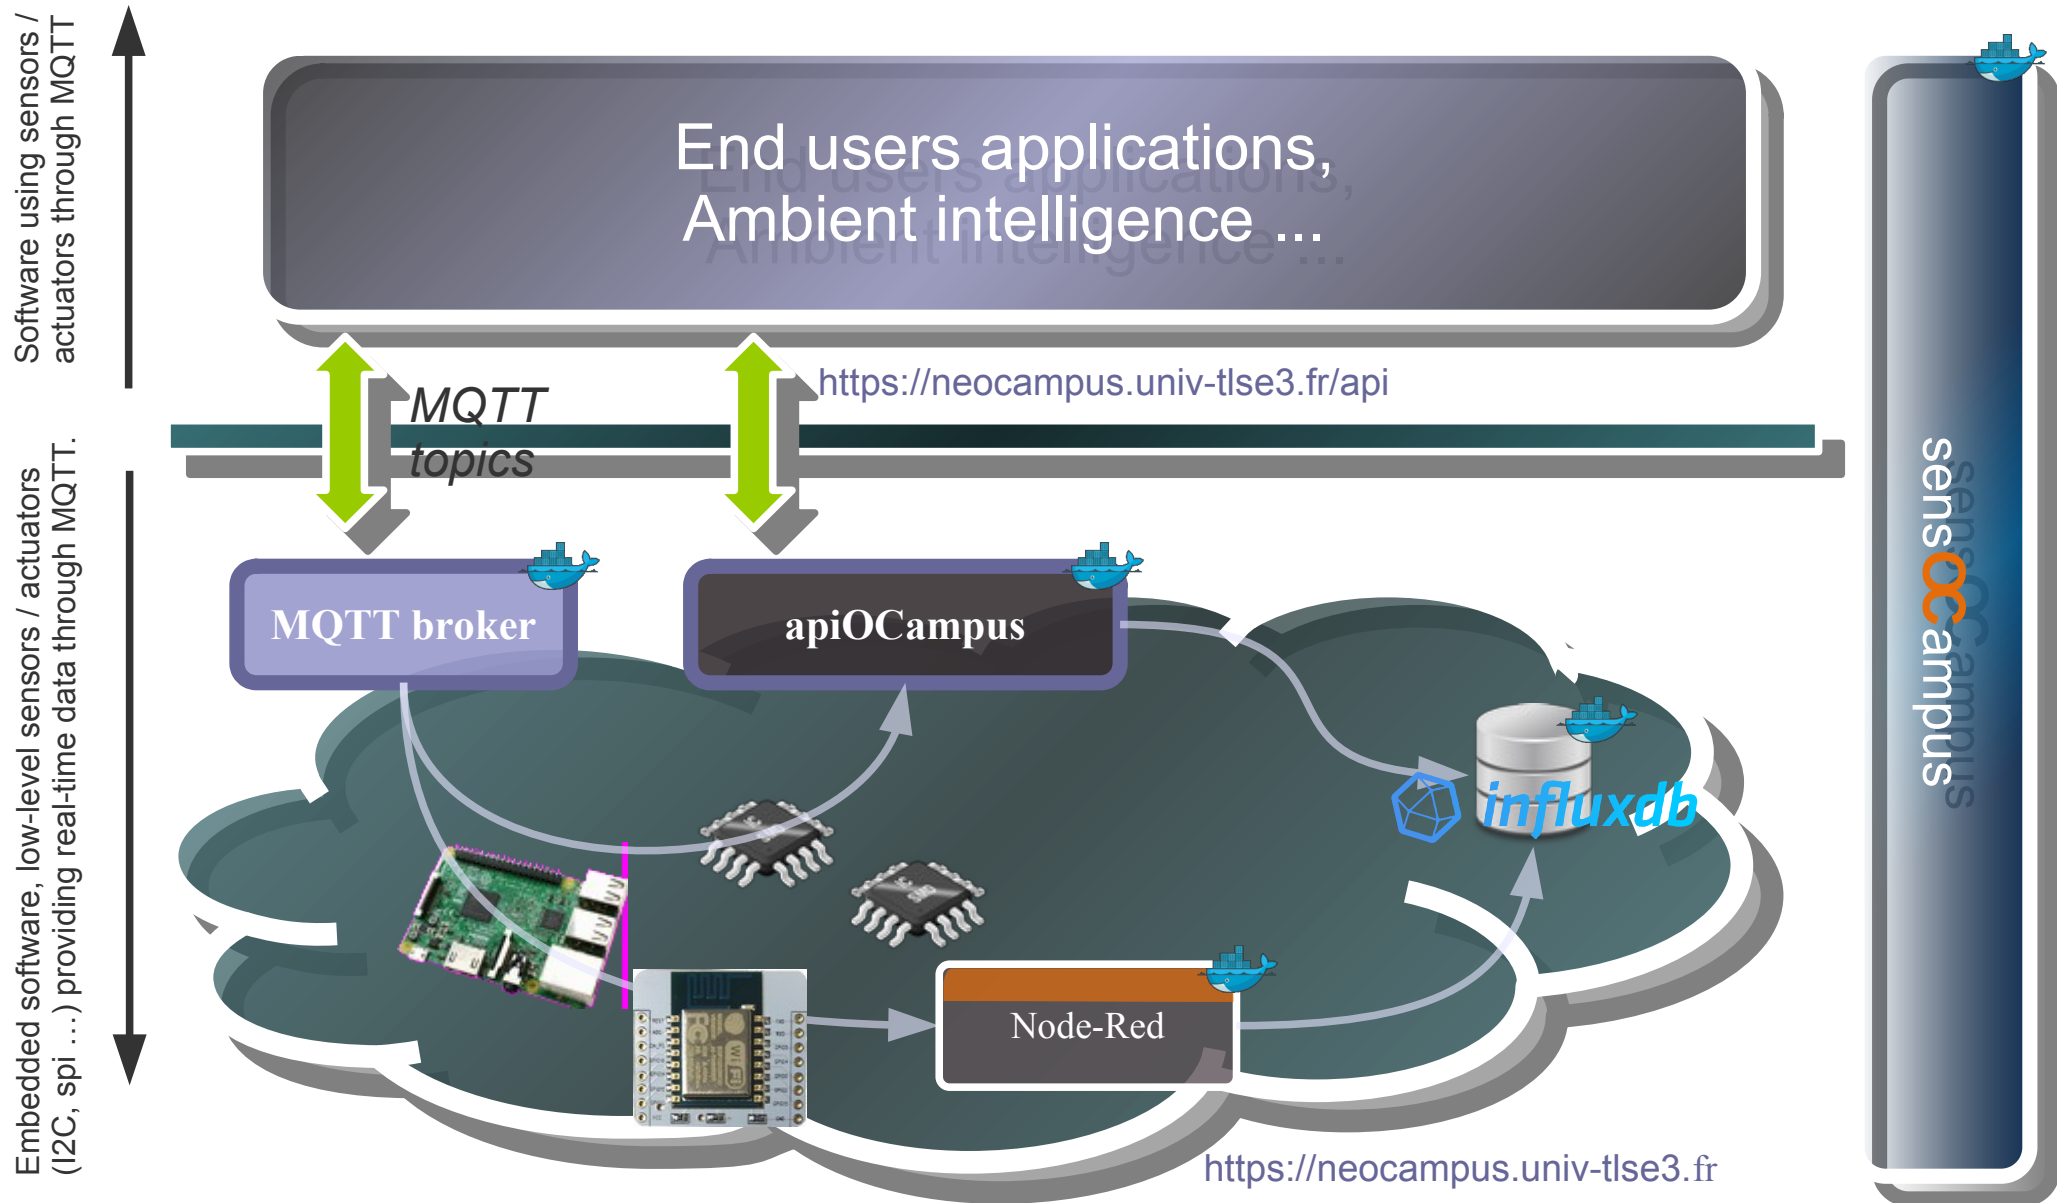 Software using sensors /
actuators through MQTT
End users applications,
Ambient intelligence ...
https://neocampus.univ-tlse3.fr/api
MQTT
topics
Embedded software, low-level sensors / actuators
(I2C, spi …) providing real-time data through MQTT.
MQTT broker
apiOCampus
sensOCampus
influxdb
Node-Red
https://neocampus.univ-tlse3.fr